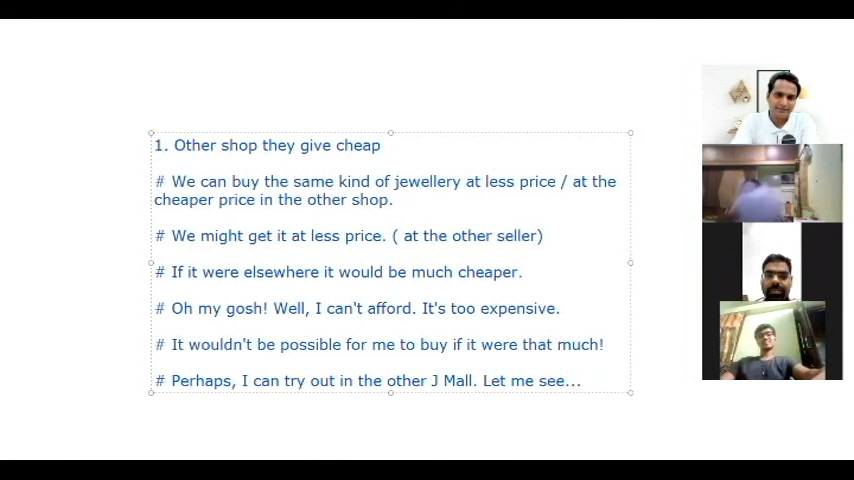 1. Other shop they give cheap
# We can buy the same kind of jewellery at less price / at the
cheaper price in the other shop.
# We might get it at less price. ( at the other seller)
# If it were elsewhere it would be much cheaper.
# Oh my gosh! Well, I can't afford. It's too expensive.
# It wouldn't be possible for me to buy if it were that much!
# Perhaps, I can try out in the other J Mall. Let me see...